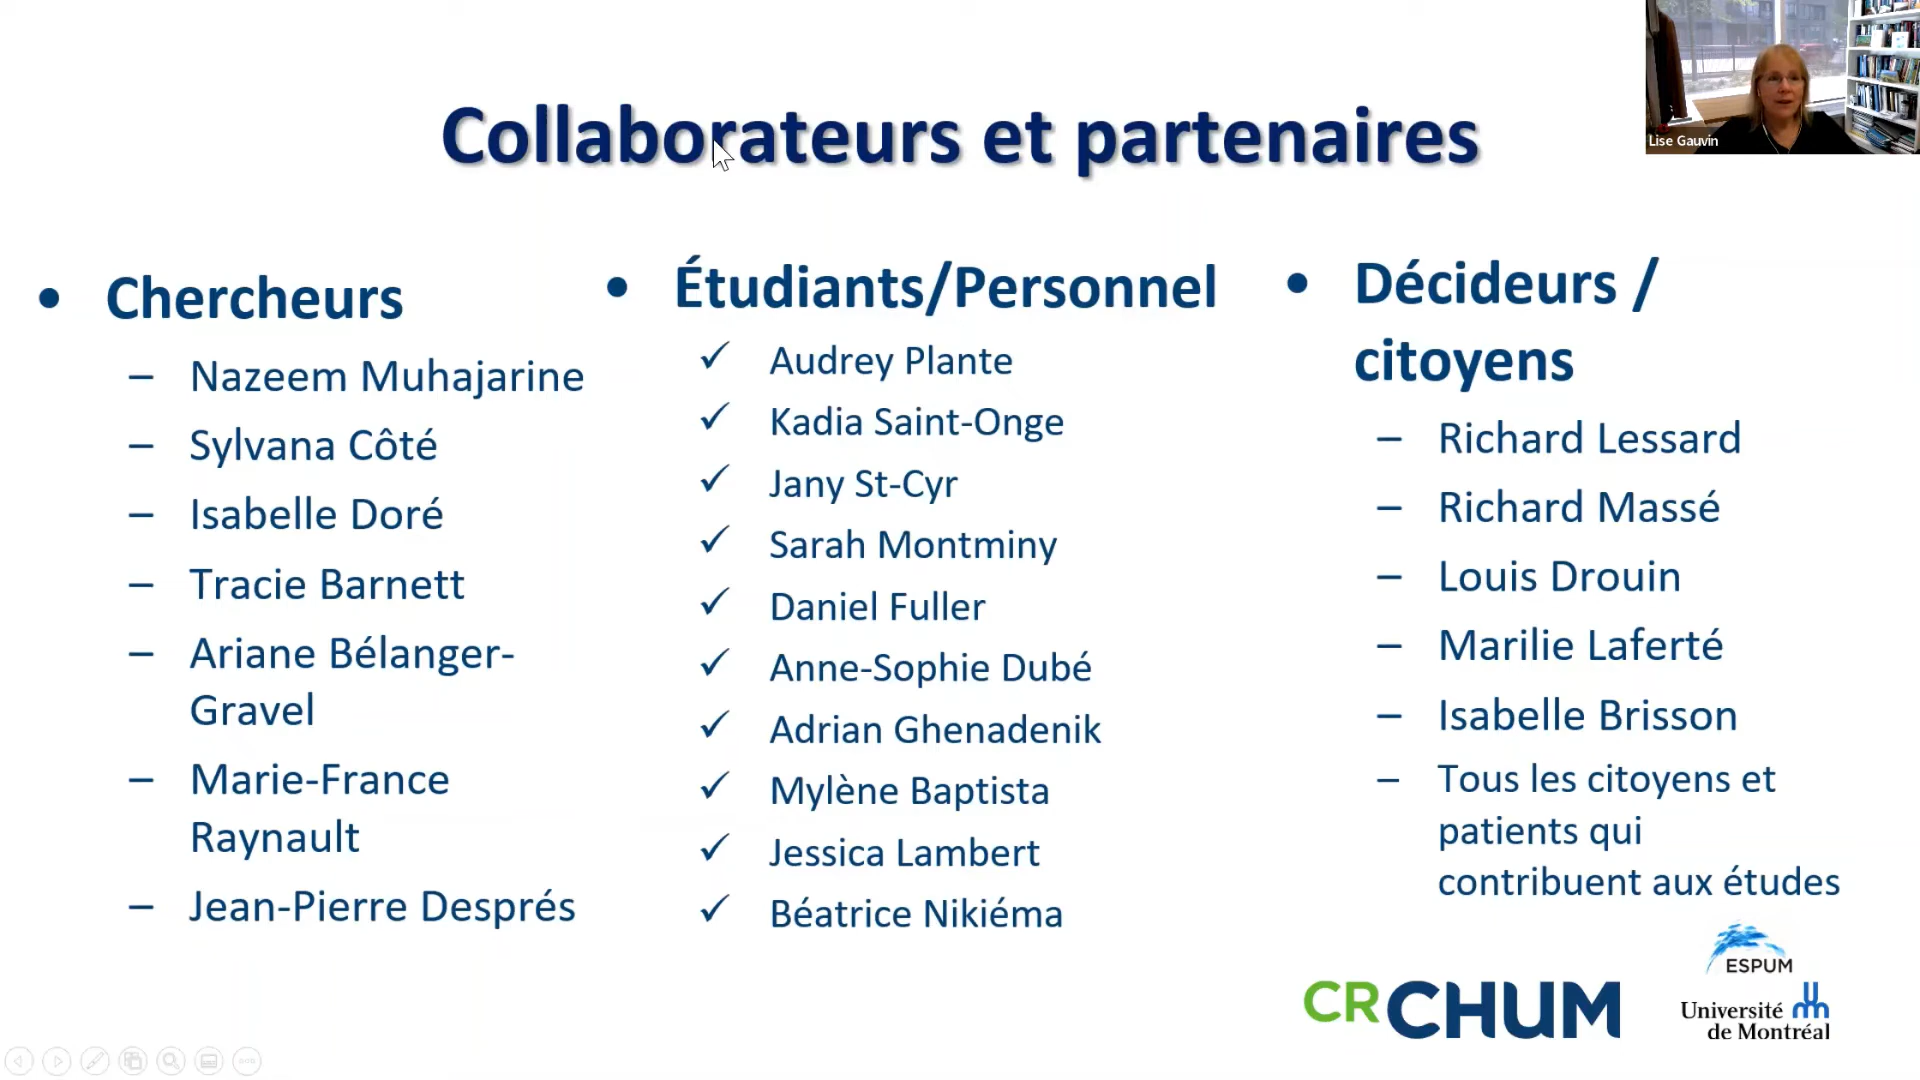 Collaborateurs et partenaires
Lise Gauvin
• Chercheurs
– Nazeem Muhajarine
– Sylvana Côté
– Isabelle Doré
– Tracie Barnett
– Ariane Bélanger-
Gravel
– Marie-France
Raynault
– Jean-Pierre Després
• Étudiants/Personnel
✓ Audrey Plante
✓ Kadia Saint-Onge
✓ Jany St-Cyr
✓ Sarah Montminy
✓ Daniel Fuller
✓ Anne-Sophie Dubé
✓ Adrian Ghenadenik
✓ Mylène Baptista
✓ Jessica Lambert
✓ Béatrice Nikiéma
• Décideurs /
citoyens
– Richard Lessard
– Richard Massé
– Louis Drouin
– Marilie Laferté
– Isabelle Brisson
– Tous les citoyens et
patients qui
contribuent aux études
CRCHUM
ESPUM
Université
de Montréal